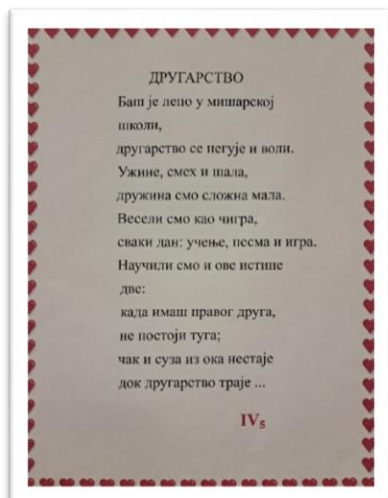 ДРУГАРСТВО
Баш је лепо у мишарској
школи,
другарство се негује и воли.
Ужине, смех и шала,
дружина смо сложна мала.
Весели смо као чигра,
сваки дан: учење, песма и игра.
Научили смо и ове истине
две:
када имаш правог друга,
не постоји туга;
чак и суза из ока нестаје
док другарство траје ...
IV₅